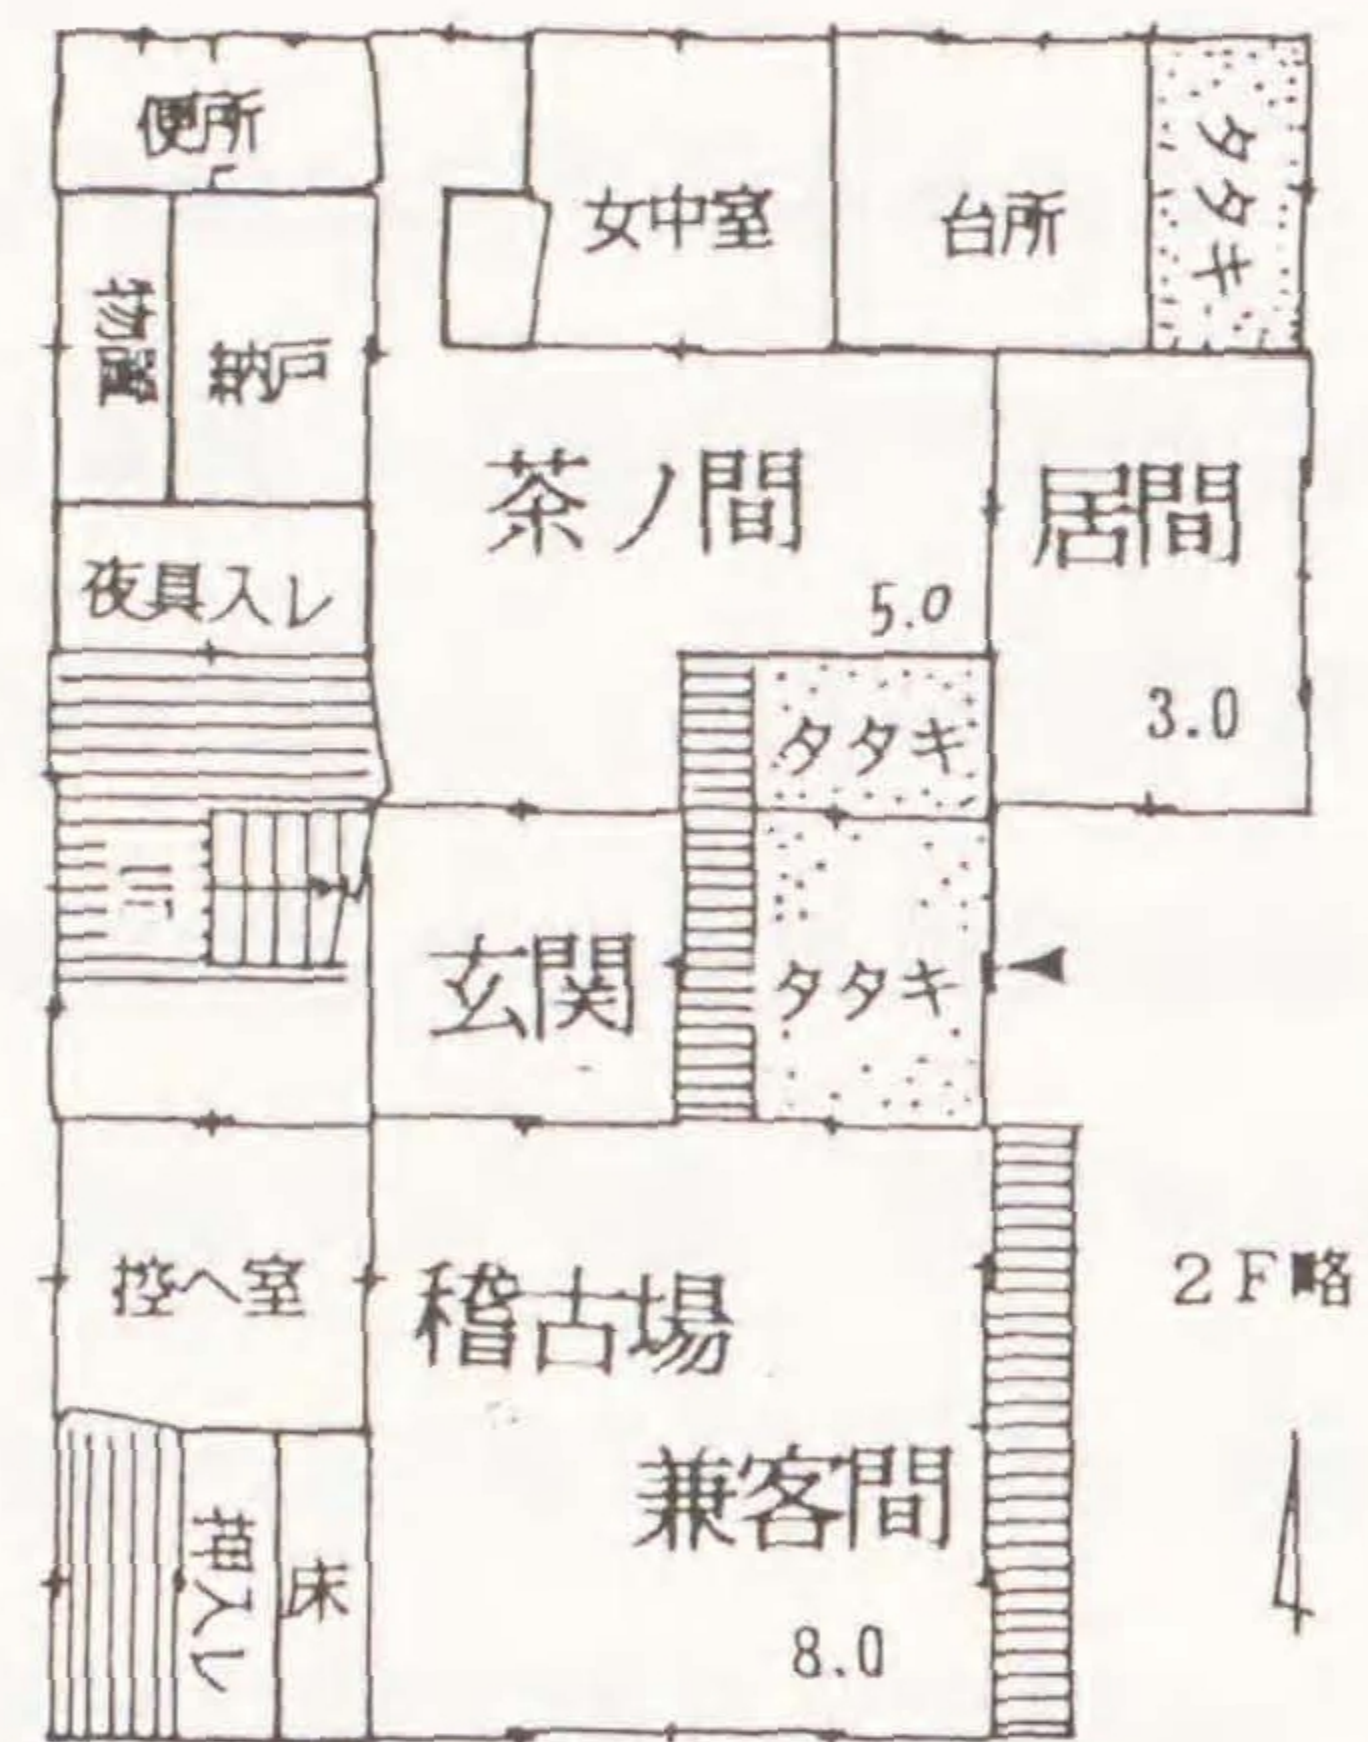 便所
女中室
台所
タタキ
物置
納戸
茶ノ間
5.0
居間
3.0
夜具入レ
タタキ
玄関
タタキ
控へ室
稽古場
兼客間
8.0
押入レ
床
2F略